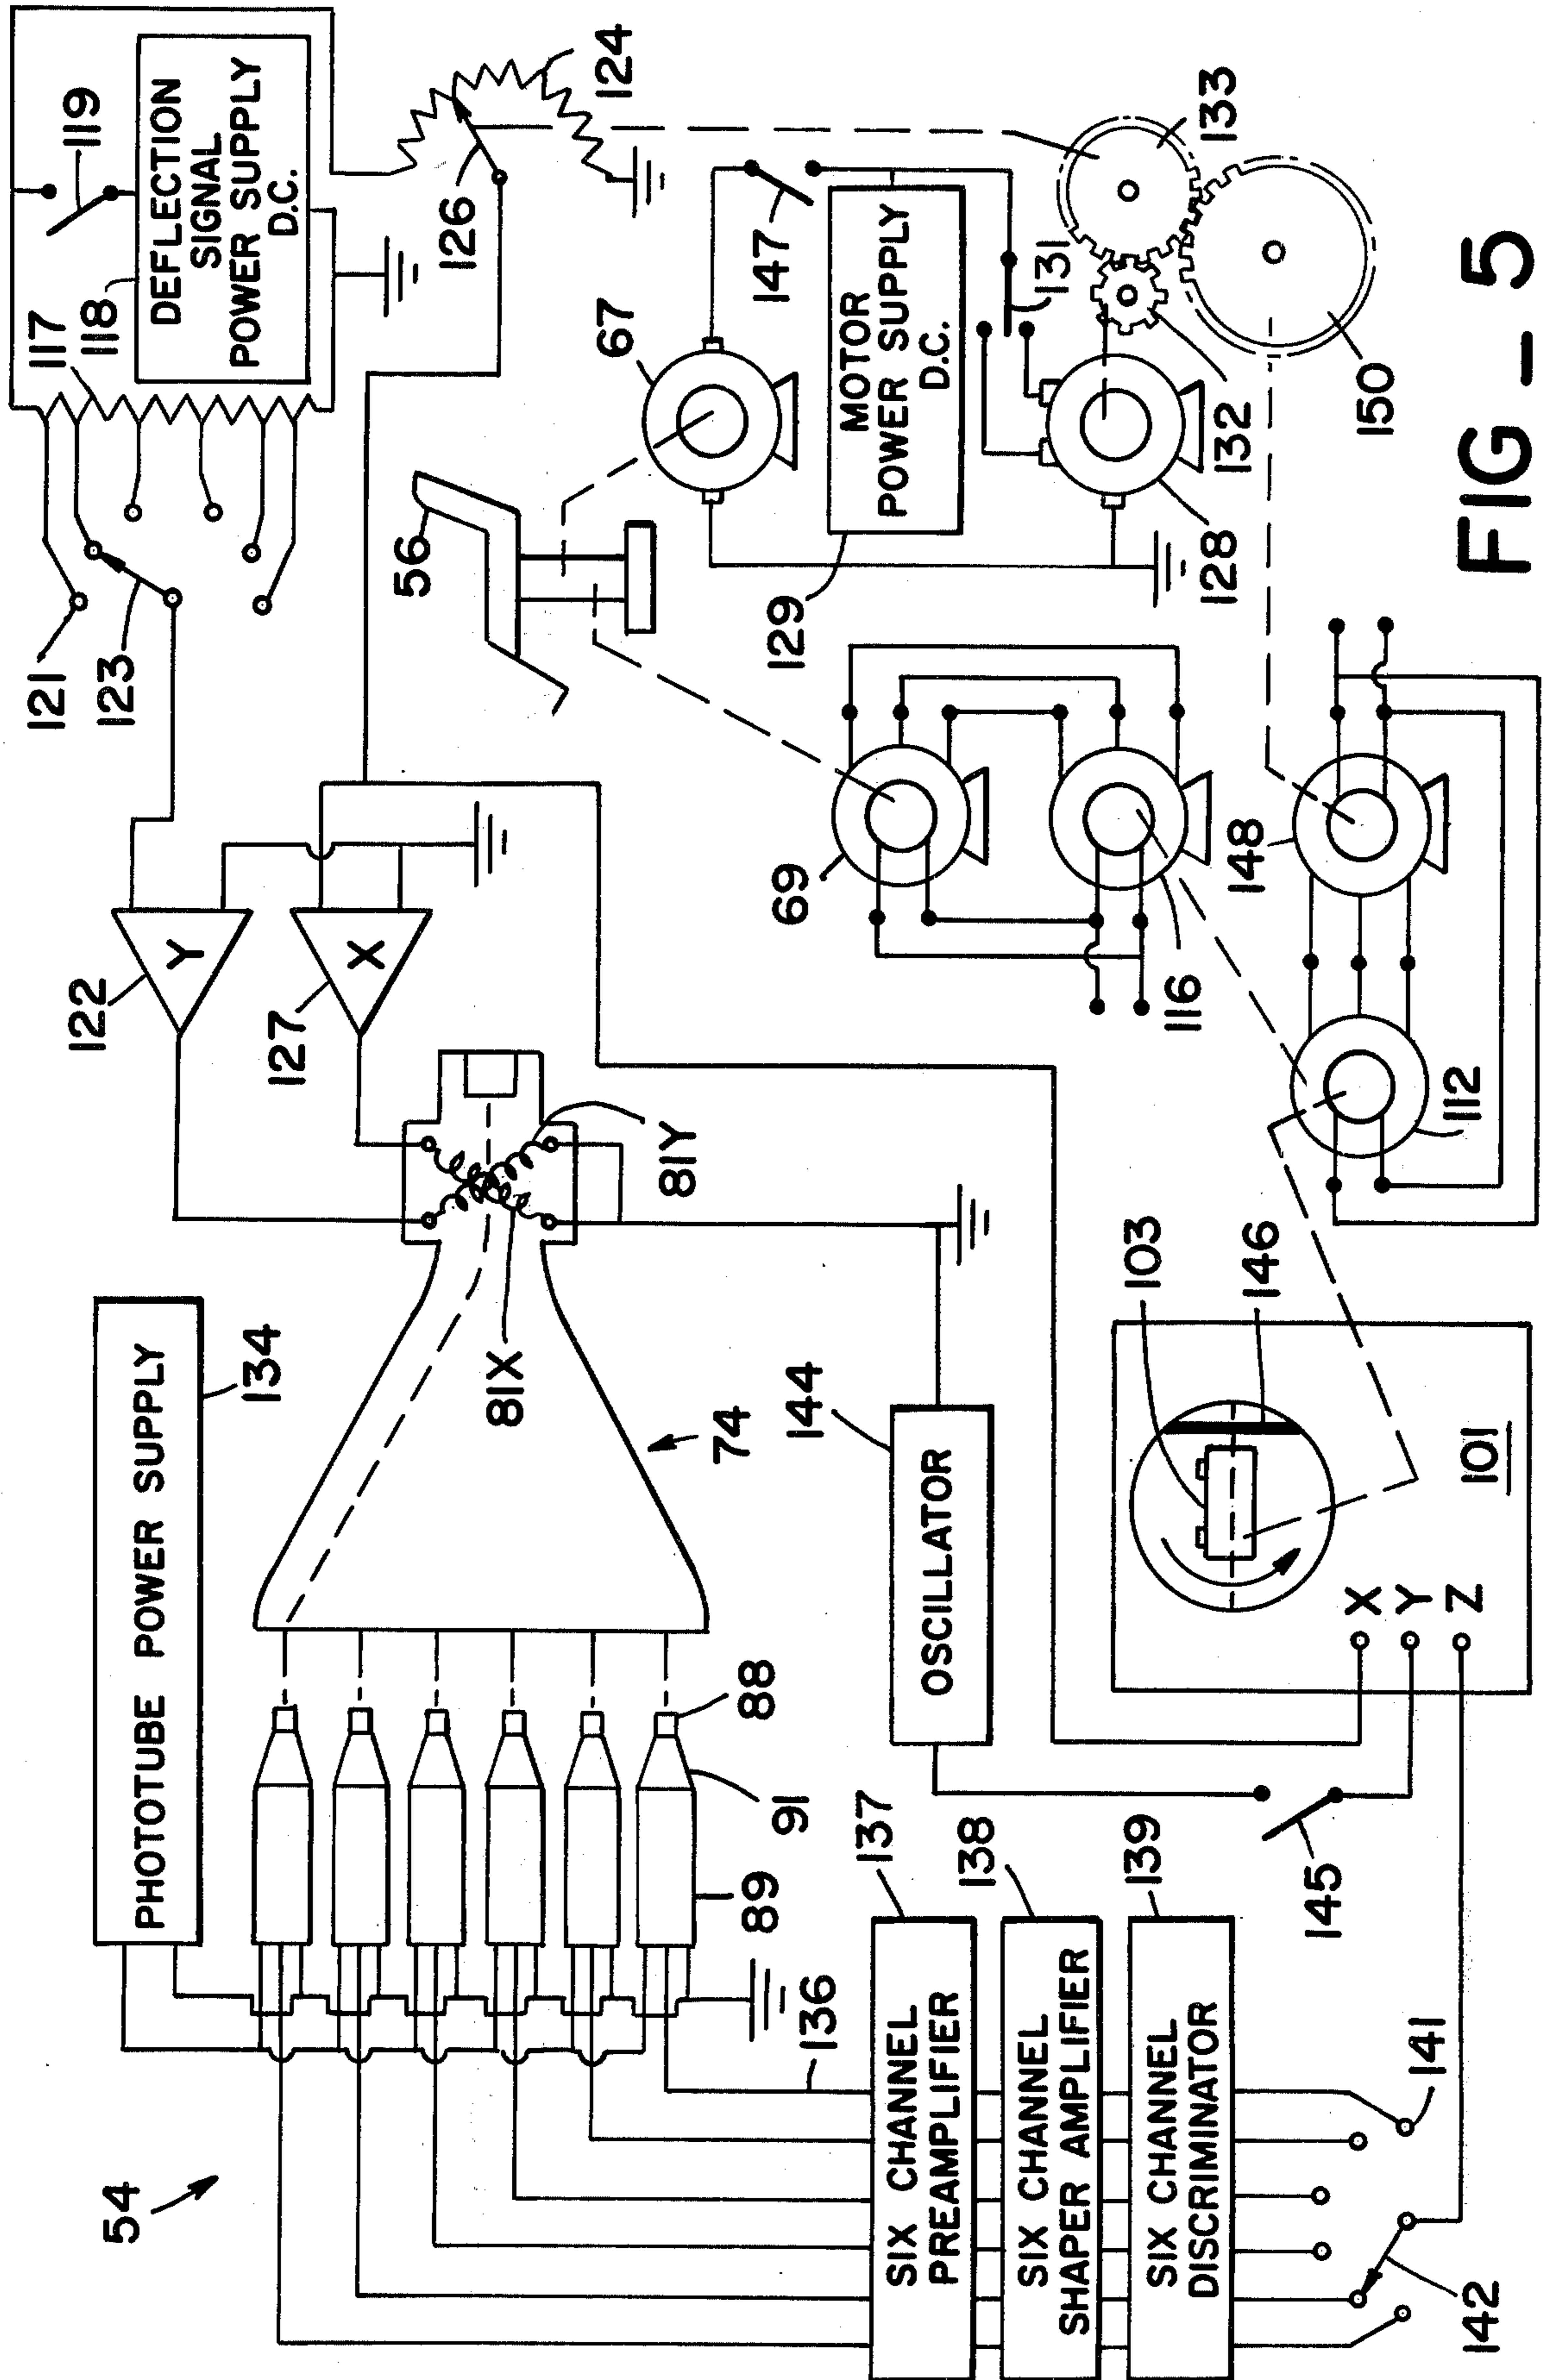 54
PHOTOTUBE POWER SUPPLY
134
89
91
88
136
74
81X
81Y
122
Y
127
X
121
123
117
118
119
DEFLECTION
SIGNAL
POWER SUPPLY
D.C.
124
126
56
67
147
129
MOTOR
POWER SUPPLY
D.C.
131
133
128
132
150
69
116
148
112
137
SIX CHANNEL
PREAMPLIFIER
138
SIX CHANNEL
SHAPER AMPLIFIER
139
SIX CHANNEL
DISCRIMINATOR
141
142
144
OSCILLATOR
145
103
146
X
Y
Z
101
FIG - 5